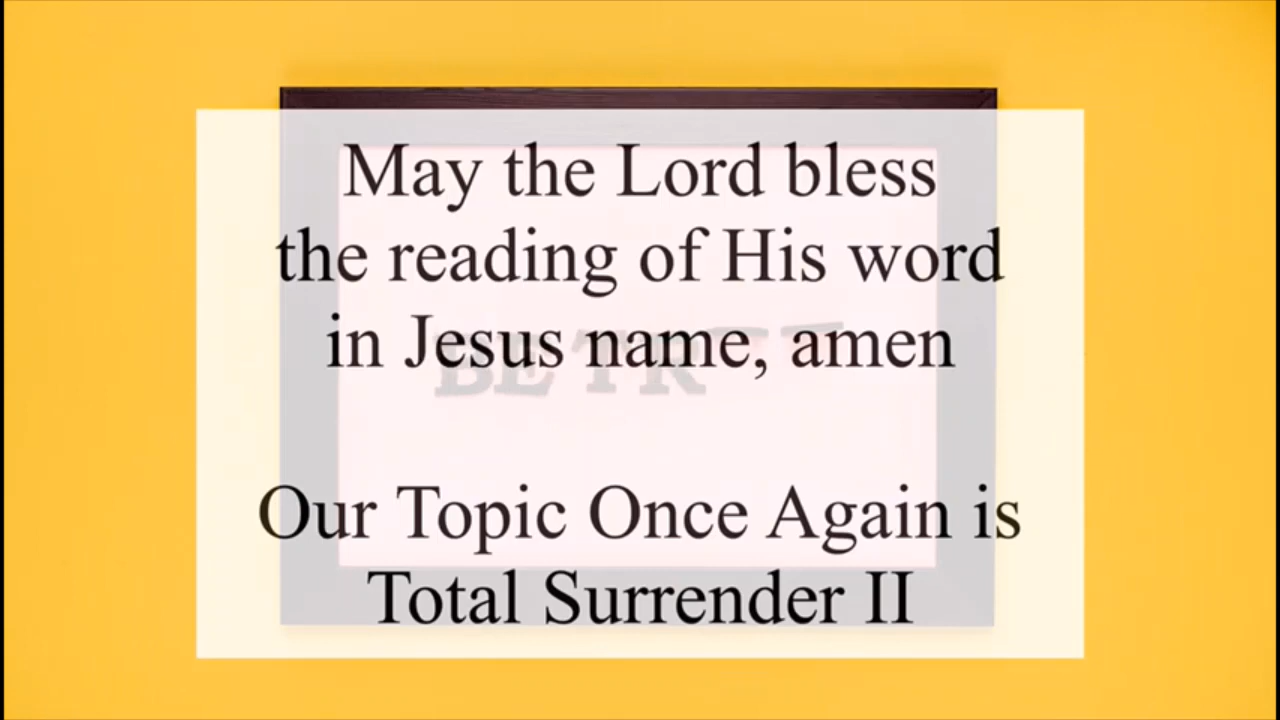 May the Lord bless
the reading of His word
in Jesus name, amen
Our Topic Once Again is
Total Surrender II